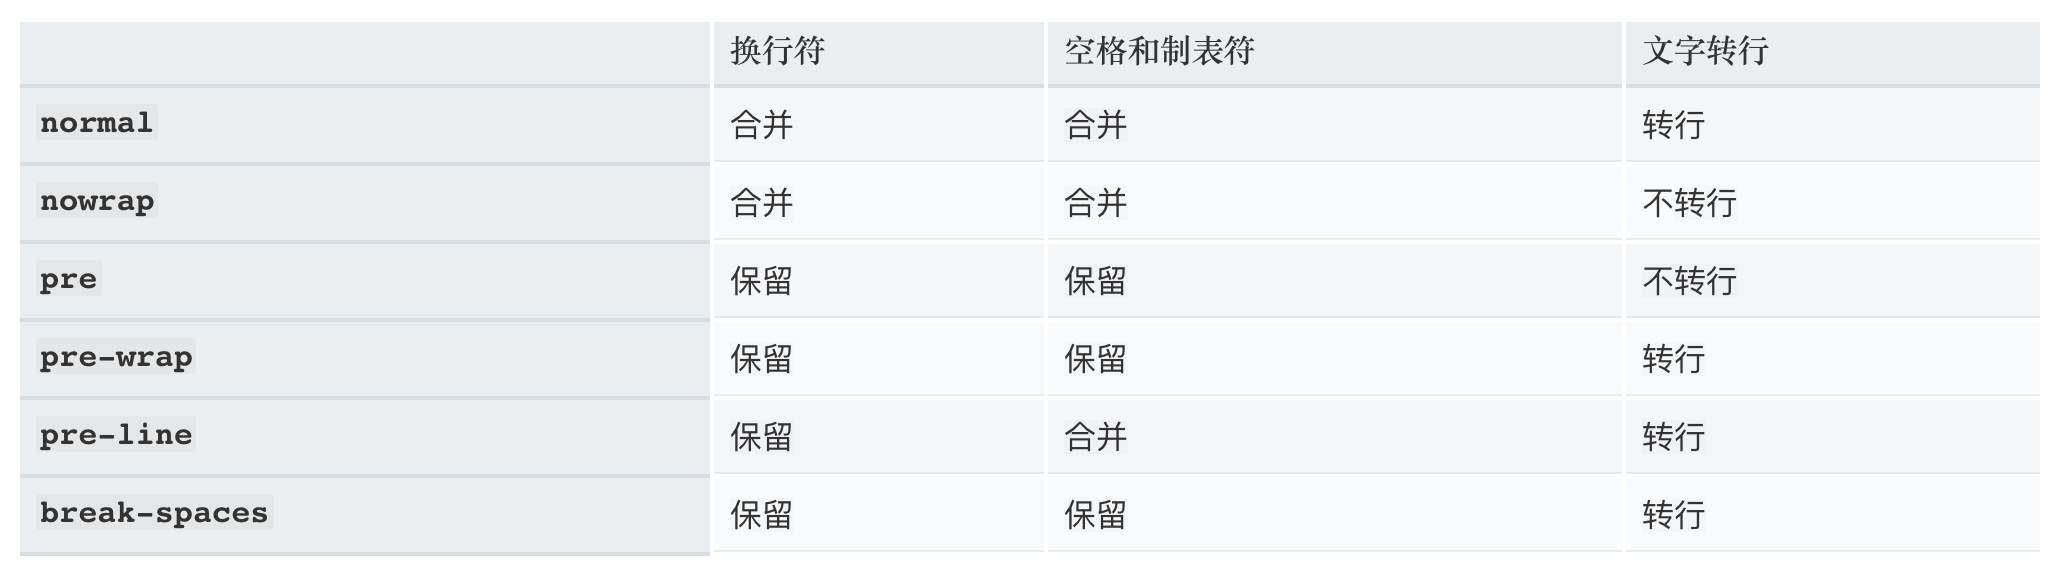 换行符 空格和制表符 文字转行
normal 合并 合并 转行
nowrap 合并 合并 不转行
pre 保留 保留 不转行
pre-wrap 保留 保留 转行
pre-line 保留 合并 转行
break-spaces 保留 保留 转行